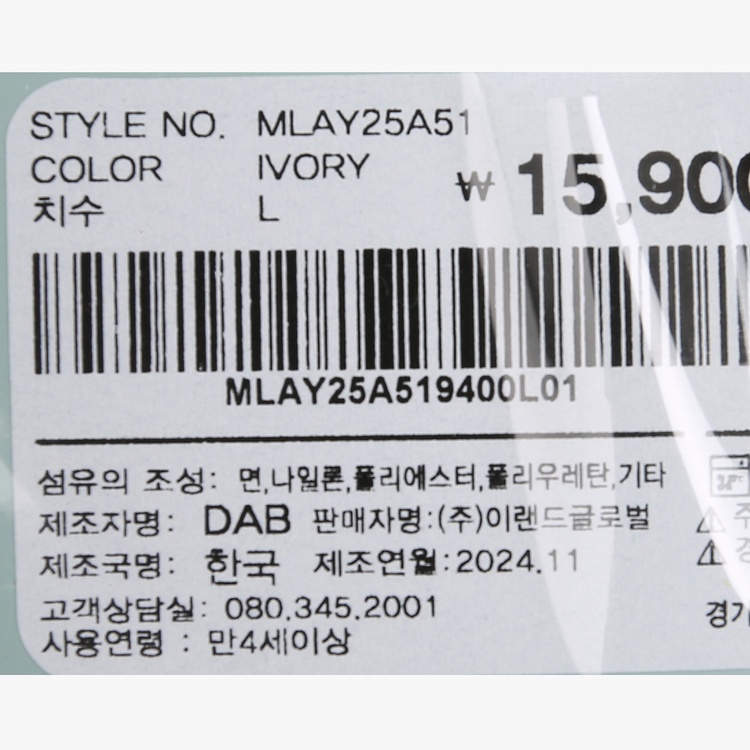 STYLE NO. MLAY25A51
COLOR IVORY
치수 L
₩ 15,900
MLAY25A519400L01
섬유의 조성: 면,나일론,폴리에스터,폴리우레탄,기타
제조자명: DAB 판매자명:(주)이랜드글로벌
제조국명: 한국 제조연월:2024.11
고객상담실: 080.345.2001
사용연령 : 만4세이상
경기